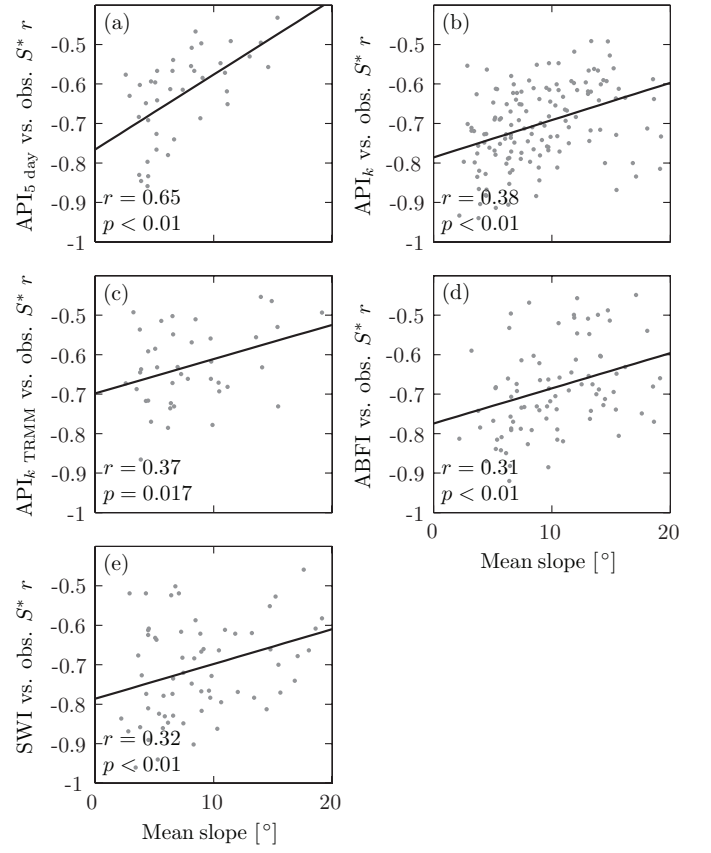 (a)
API5 day vs. obs. S* r
-0.5
-0.6
-0.7
-0.8
-0.9
-1
r = 0.65
p < 0.01
(b)
APIk vs. obs. S* r
-0.5
-0.6
-0.7
-0.8
-0.9
-1
r = 0.38
p < 0.01
(c)
APIk TRMM vs. obs. S* r
-0.5
-0.6
-0.7
-0.8
-0.9
-1
r = 0.37
p = 0.017
(d)
ABFI vs. obs. S* r
-0.5
-0.6
-0.7
-0.8
-0.9
-1
r = 0.31
p < 0.01
0 10 20
Mean slope [°]
(e)
SWI vs. obs. S* r
-0.5
-0.6
-0.7
-0.8
-0.9
-1
r = 0.32
p < 0.01
0 10 20
Mean slope [°]